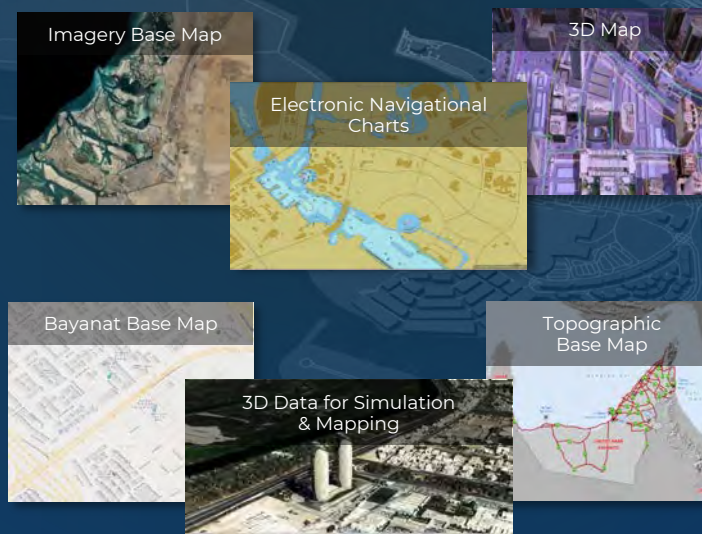 Imagery Base Map
3D Map
Electronic Navigational
Charts
Bayanat Base Map
Topographic
Base Map
3D Data for Simulation
& Mapping